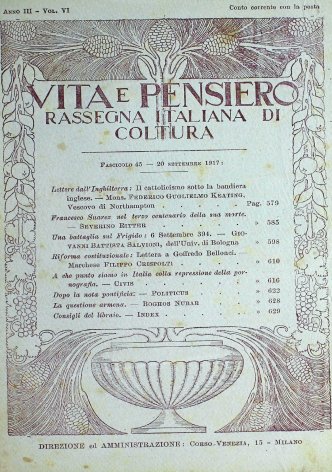 ANNO III - VOL. VI
Conto corrente con la posta
VITA E PENSIERO
RASSEGNA ITALIANA DI
COLTURA
FASCICOLO 45 — 20 SETTEMBRE 1917:
Lettere dall'Inghilterra: Il cattolicismo sotto la bandiera
inglese. — Mons. FEDERICO GUGLIELMO KEATING,
Vescovo di Northampton . Pag. 579
Francesco Suarez nel terzo centenario della sua morte.
— SEVERINO RITTER . . . . » 585
Una battaglia sul Frigido: 6 Settembre 394. — GIO-
VANNI BATTISTA SALVIONI, dell'Univ. di Bologna » 598
Riforma costituzionale: Lettera a Goffredo Bellonci.
Marchese FILIPPO CRISPOLTI . . . » 610
A che punto siamo in Italia colla repressione della por-
nografia. — CIVIS . . . . . » 616
Dopo la nota pontificia. — POLITICUS . . » 622
La questione armena. — BOGHOS NUBAR . . » 628
Consigli del libraio. — INDEX . . . . » 629
DIREZIONE ed AMMINISTRAZIONE: CORSO VENEZIA, 15 - MILANO